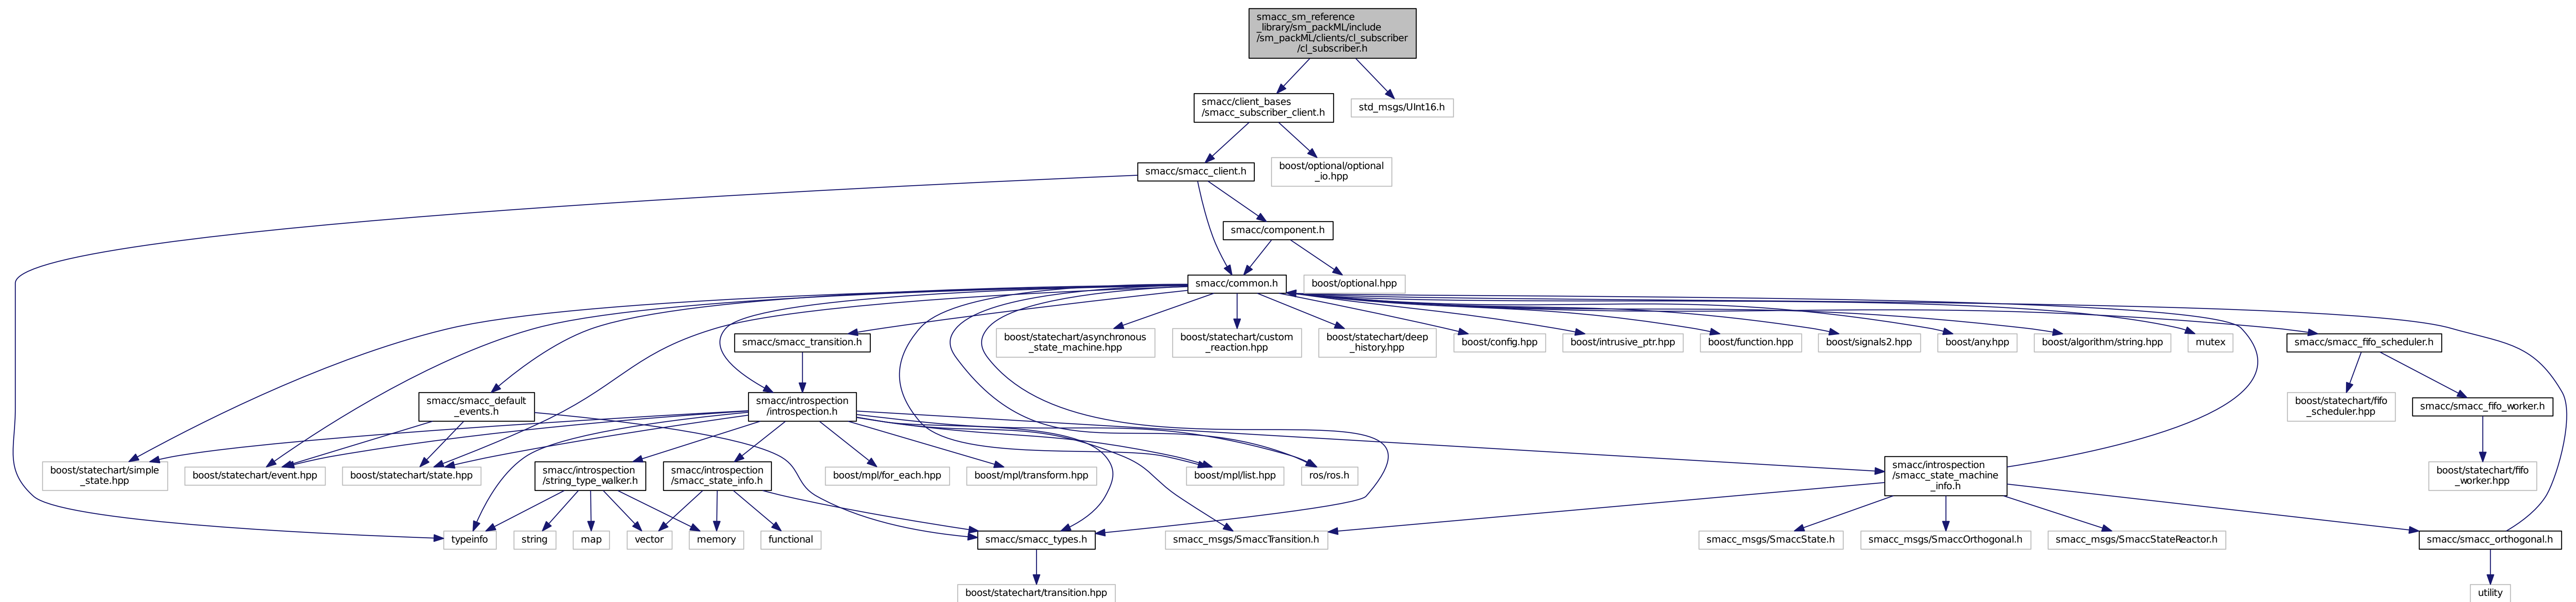 smacc_sm_reference
_library/sm_packML/include
/sm_packML/clients/cl_subscriber
/cl_subscriber.h
smacc/client_bases
/smacc_subscriber_client.h
std_msgs/UInt16.h
smacc/smacc_client.h
boost/optional/optional
_io.hpp
smacc/component.h
smacc/common.h
boost/optional.hpp
smacc/smacc_transition.h
boost/statechart/asynchronous
_state_machine.hpp
boost/statechart/custom
_reaction.hpp
boost/statechart/deep
_history.hpp
boost/config.hpp
boost/intrusive_ptr.hpp
boost/function.hpp
boost/signals2.hpp
boost/any.hpp
boost/algorithm/string.hpp
mutex
smacc/smacc_fifo_scheduler.h
smacc/smacc_default
_events.h
smacc/introspection
/introspection.h
boost/statechart/fifo
_scheduler.hpp
smacc/smacc_fifo_worker.h
boost/statechart/simple
_state.hpp
boost/statechart/event.hpp
boost/statechart/state.hpp
smacc/introspection
/string_type_walker.h
smacc/introspection
/smacc_state_info.h
boost/mpl/for_each.hpp
boost/mpl/transform.hpp
boost/mpl/list.hpp
ros/ros.h
smacc/introspection
/smacc_state_machine
_info.h
boost/statechart/fifo
_worker.hpp
typeinfo
string
map
vector
memory
functional
smacc/smacc_types.h
smacc_msgs/SmaccTransition.h
smacc_msgs/SmaccState.h
smacc_msgs/SmaccOrthogonal.h
smacc_msgs/SmaccStateReactor.h
smacc/smacc_orthogonal.h
boost/statechart/transition.hpp
utility